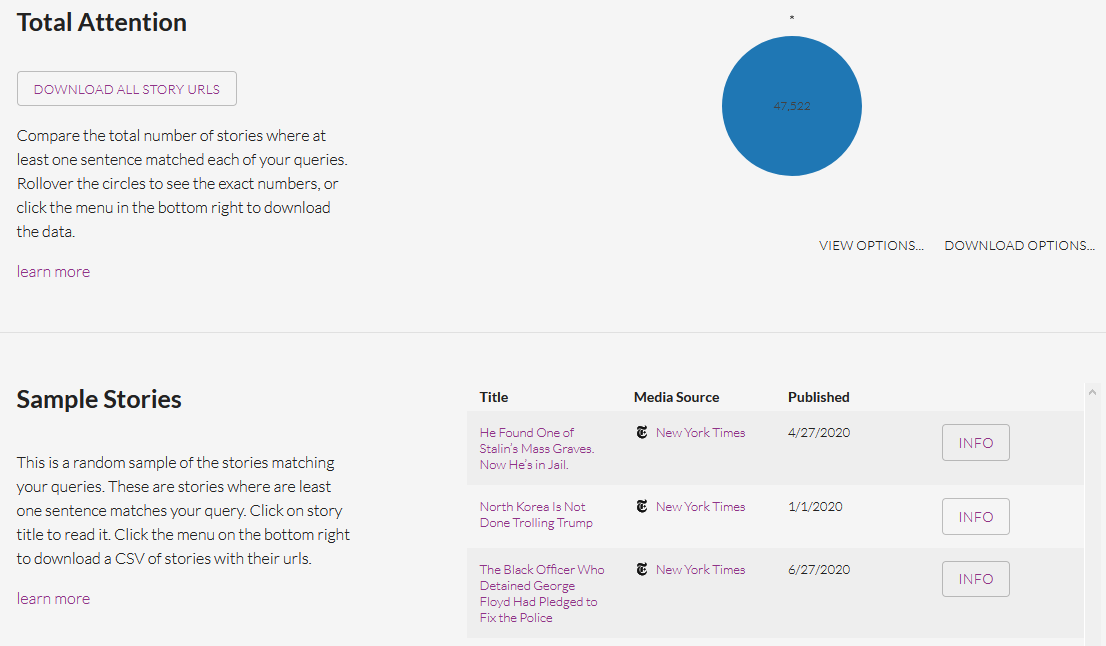 Total Attention
*
DOWNLOAD ALL STORY URLS
47,522
Compare the total number of stories where at
least one sentence matched each of your queries.
Rollover the circles to see the exact numbers, or
click the menu in the bottom right to download
the data.
VIEW OPTIONS... DOWNLOAD OPTIONS...
learn more
Sample Stories
This is a random sample of the stories matching
your queries. These are stories where are least
one sentence matches your query. Click on story
title to read it. Click the menu on the bottom right
to download a CSV of stories with their urls.
learn more
Title Media Source Published
He Found One of
Stalin's Mass Graves.
Now He's in Jail.
New York Times
4/27/2020
INFO
North Korea Is Not
Done Trolling Trump
New York Times
1/1/2020
INFO
The Black Officer Who
Detained George
Floyd Had Pledged to
Fix the Police
New York Times
6/27/2020
INFO